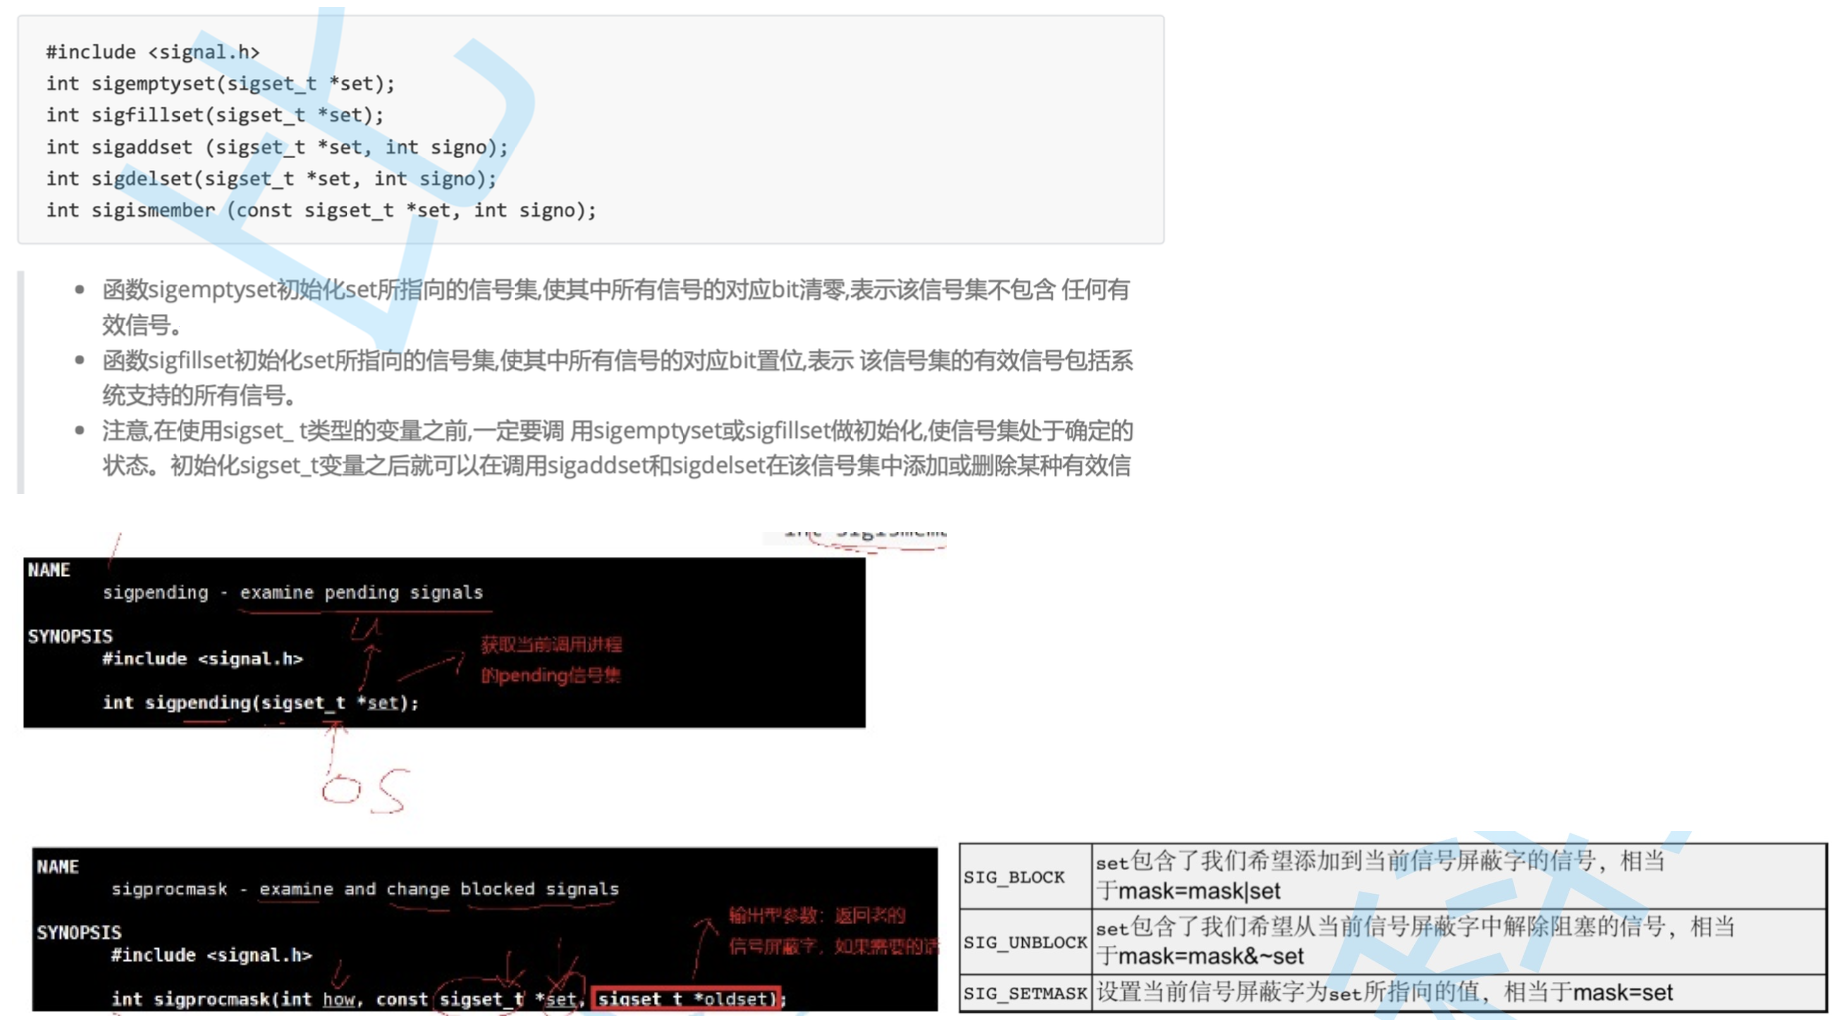 #include <signal.h>
int sigemptyset(sigset_t *set);
int sigfillset(sigset_t *set);
int sigaddset (sigset_t *set, int signo);
int sigdelset(sigset_t *set, int signo);
int sigismember (const sigset_t *set, int signo);
函数sigemptyset初始化set所指向的信号集,使其中所有信号的对应bit清零,表示该信号集不包含 任何有
效信号。
函数sigfillset初始化set所指向的信号集,使其中所有信号的对应bit置位,表示 该信号集的有效信号包括系
统支持的所有信号。
注意,在使用sigset_ t类型的变量之前,一定要调 用sigemptyset或sigfillset做初始化,使信号集处于确定的
状态。初始化sigset_t变量之后就可以在调用sigaddset和sigdelset在该信号集中添加或删除某种有效信
NAME
sigpending - examine pending signals
SYNOPSIS
#include <signal.h>
获取当前调用进程
的pending信号集
int sigpending(sigset_t *set);
OS
NAME
sigprocmask - examine and change blocked signals
输出型参数：返回老的
信号屏蔽字，如果需要的话
SYNOPSIS
#include <signal.h>
int sigprocmask(int how, const sigset_t *set, sigset_t *oldset);
SIG_BLOCK
set包含了我们希望添加到当前信号屏蔽字的信号，相当
于mask=mask|set
SIG_UNBLOCK
set包含了我们希望从当前信号屏蔽字中解除阻塞的信号，相当
于mask=mask&~set
SIG_SETMASK
设置当前信号屏蔽字为set所指向的值，相当于mask=set